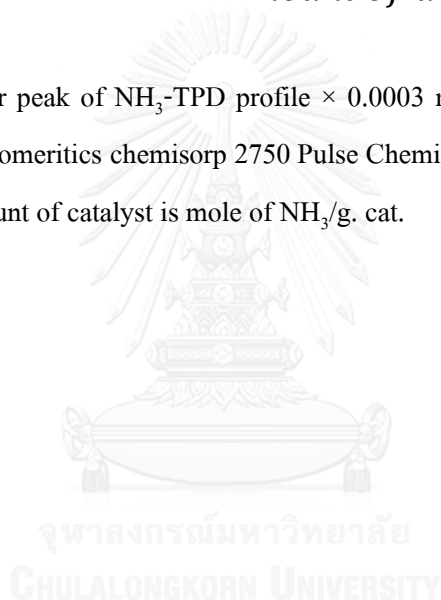 r peak of NH₃-TPD profile × 0.0003
omeritics chemisorp 2750 Pulse Chemi
unt of catalyst is mole of NH₃/g. cat.
จุฬาลงกรณ์มหาวิทยาลัย
CHULALONGKORN UNIVERSITY